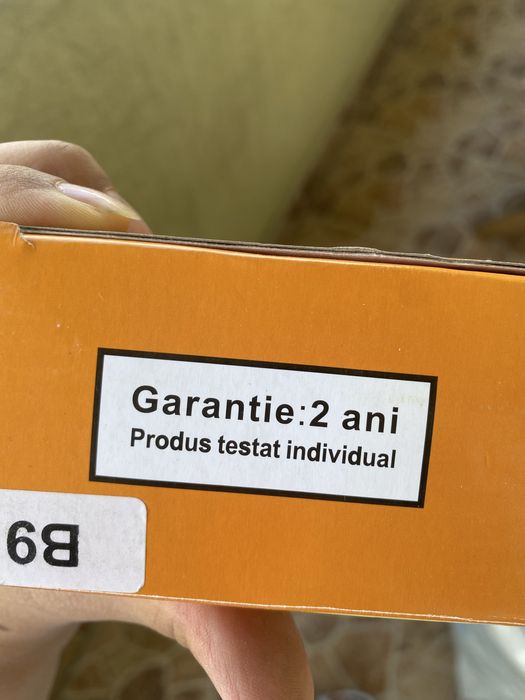 Garantie:2 ani
Produs testat individual
B9